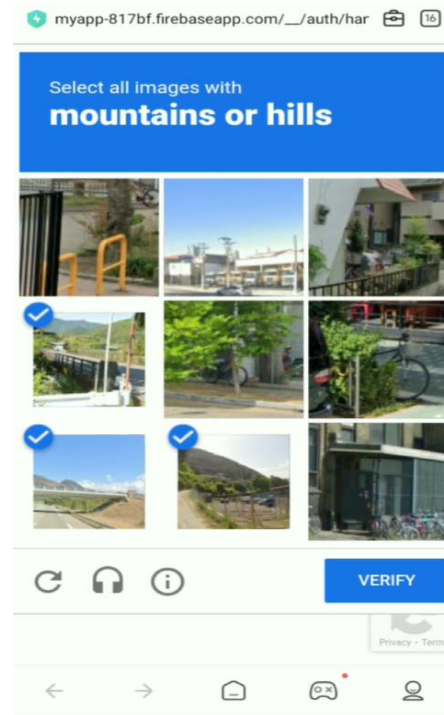 myapp-817bf.firebaseapp.com/__/auth/har
16
Select all images with
mountains or hills
VERIFY
Privacy - Term